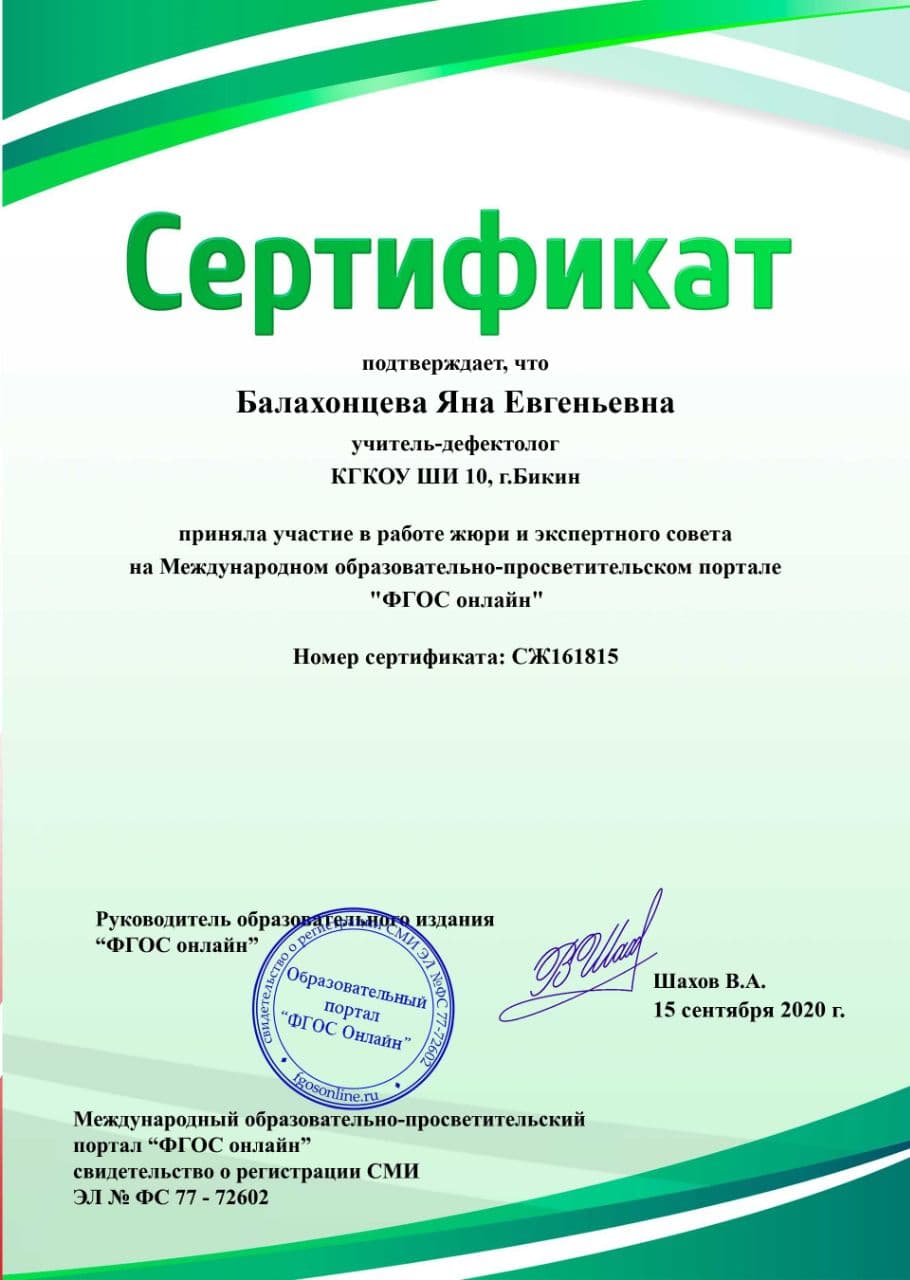 Сертификат
подтверждает, что
Балахонцева Яна Евгеньевна
учитель-дефектолог
КГКОУ ШИ 10, г.Бикин
приняла участие в работе жюри и экспертного совета
на Международном образовательно-просветительском портале
"ФГОС онлайн"
Номер сертификата: СЖ161815
Руководитель образовательного издания
“ФГОС онлайн”
свидетельство о регистрации СМИ ЭЛ №ФС 77-72602
Образовательный
портал
“ФГОС Онлайн”
fgosonline.ru
ВШах
Шахов В.А.
15 сентября 2020 г.
Международный образовательно-просветительский
портал “ФГОС онлайн”
свидетельство о регистрации СМИ
ЭЛ № ФС 77 - 72602